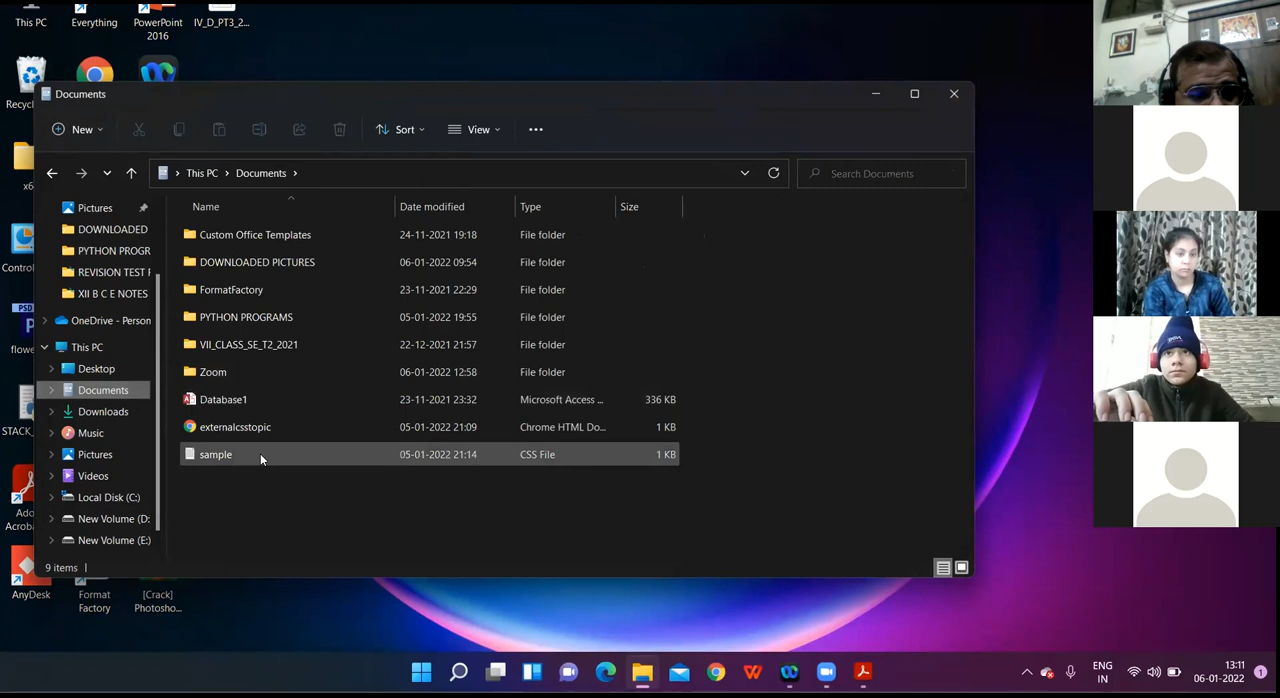 This PC
Everything
PowerPoint
2016
IV_D_PT3_2...
Recycl
x6
Control
PSD
flowe
STACK_
Ado
Acroba
AnyDesk
Format
Factory
[Crack]
Photosho...
Documents
New
Sort
View
This PC
Documents
Search Documents
Name
Date modified
Type
Size
Pictures
DOWNLOADED
PYTHON PROGR
REVISION TEST F
XII B C E NOTES
OneDrive - Person
This PC
Desktop
Documents
Downloads
Music
Pictures
Videos
Local Disk (C:)
New Volume (D:
New Volume (E:)
Custom Office Templates 24-11-2021 19:18 File folder
DOWNLOADED PICTURES 06-01-2022 09:54 File folder
FormatFactory 23-11-2021 22:29 File folder
PYTHON PROGRAMS 05-01-2022 19:55 File folder
VII_CLASS_SE_T2_2021 22-12-2021 21:57 File folder
Zoom 06-01-2022 12:58 File folder
Database1 23-11-2021 23:32 Microsoft Access ... 336 KB
externalcsstopic 05-01-2022 21:09 Chrome HTML Do... 1 KB
sample 05-01-2022 21:14 CSS File 1 KB
9 items
ENG
IN
13:11
06-01-2022
1